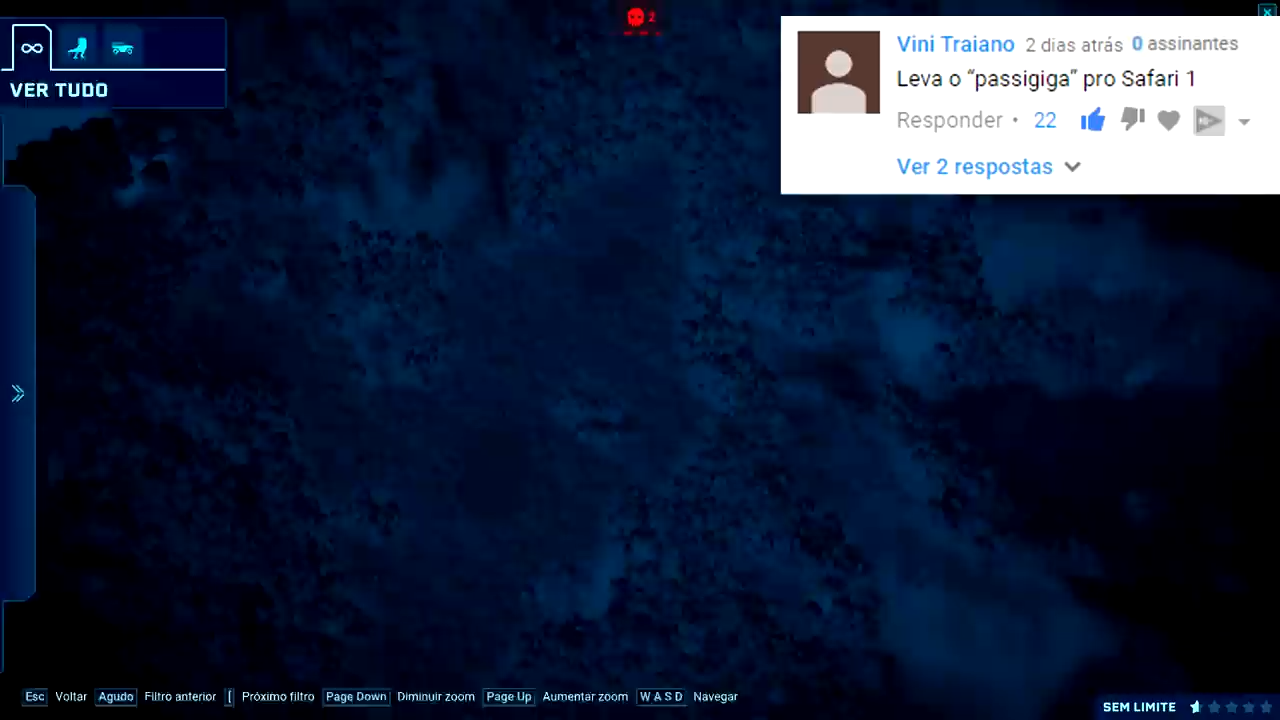 2
VER TUDO
Vini Traiano 2 dias atrás 0 assinantes
Leva o “passigiga” pro Safari 1
Responder • 22
Ver 2 respostas
Esc Voltar Agudo Filtro anterior [ Próximo filtro Page Down Diminuir zoom Page Up Aumentar zoom W A S D Navegar
SEM LIMITE